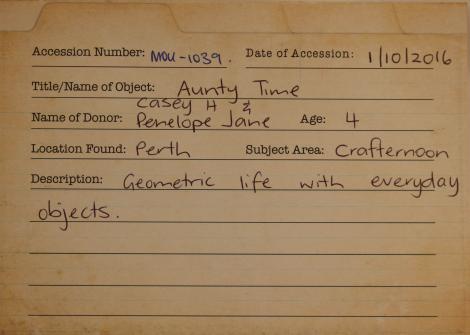 Accession Number: MOU-1039. Date of Accession: 1/10/2016
Title/Name of Object: Aunty Time
Casey H &
Name of Donor: Penelope Jane Age: 4
Location Found: Perth Subject Area: Crafternoon
Description: Geometric life with everyday
objects.